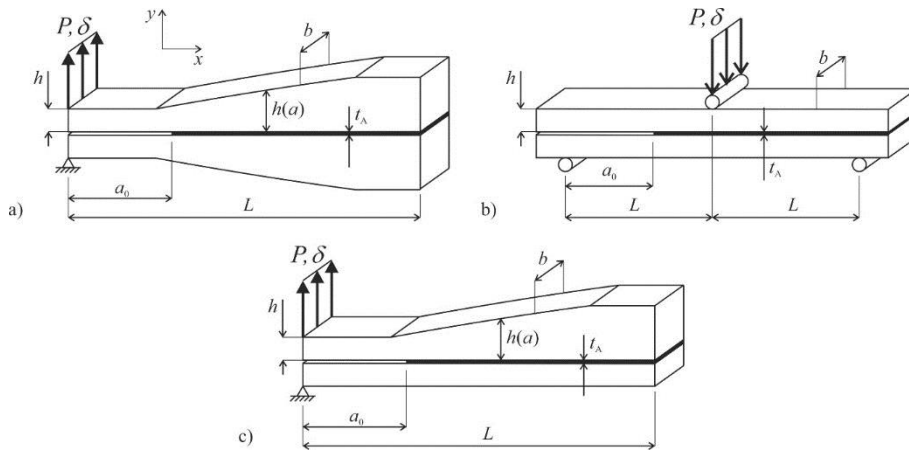 P, δ
y
x
b
h
h(a)
t_A
a_0
L
a)
P, δ
b
h
t_A
a_0
L
L
b)
P, δ
b
h
h(a)
t_A
a_0
L
c)